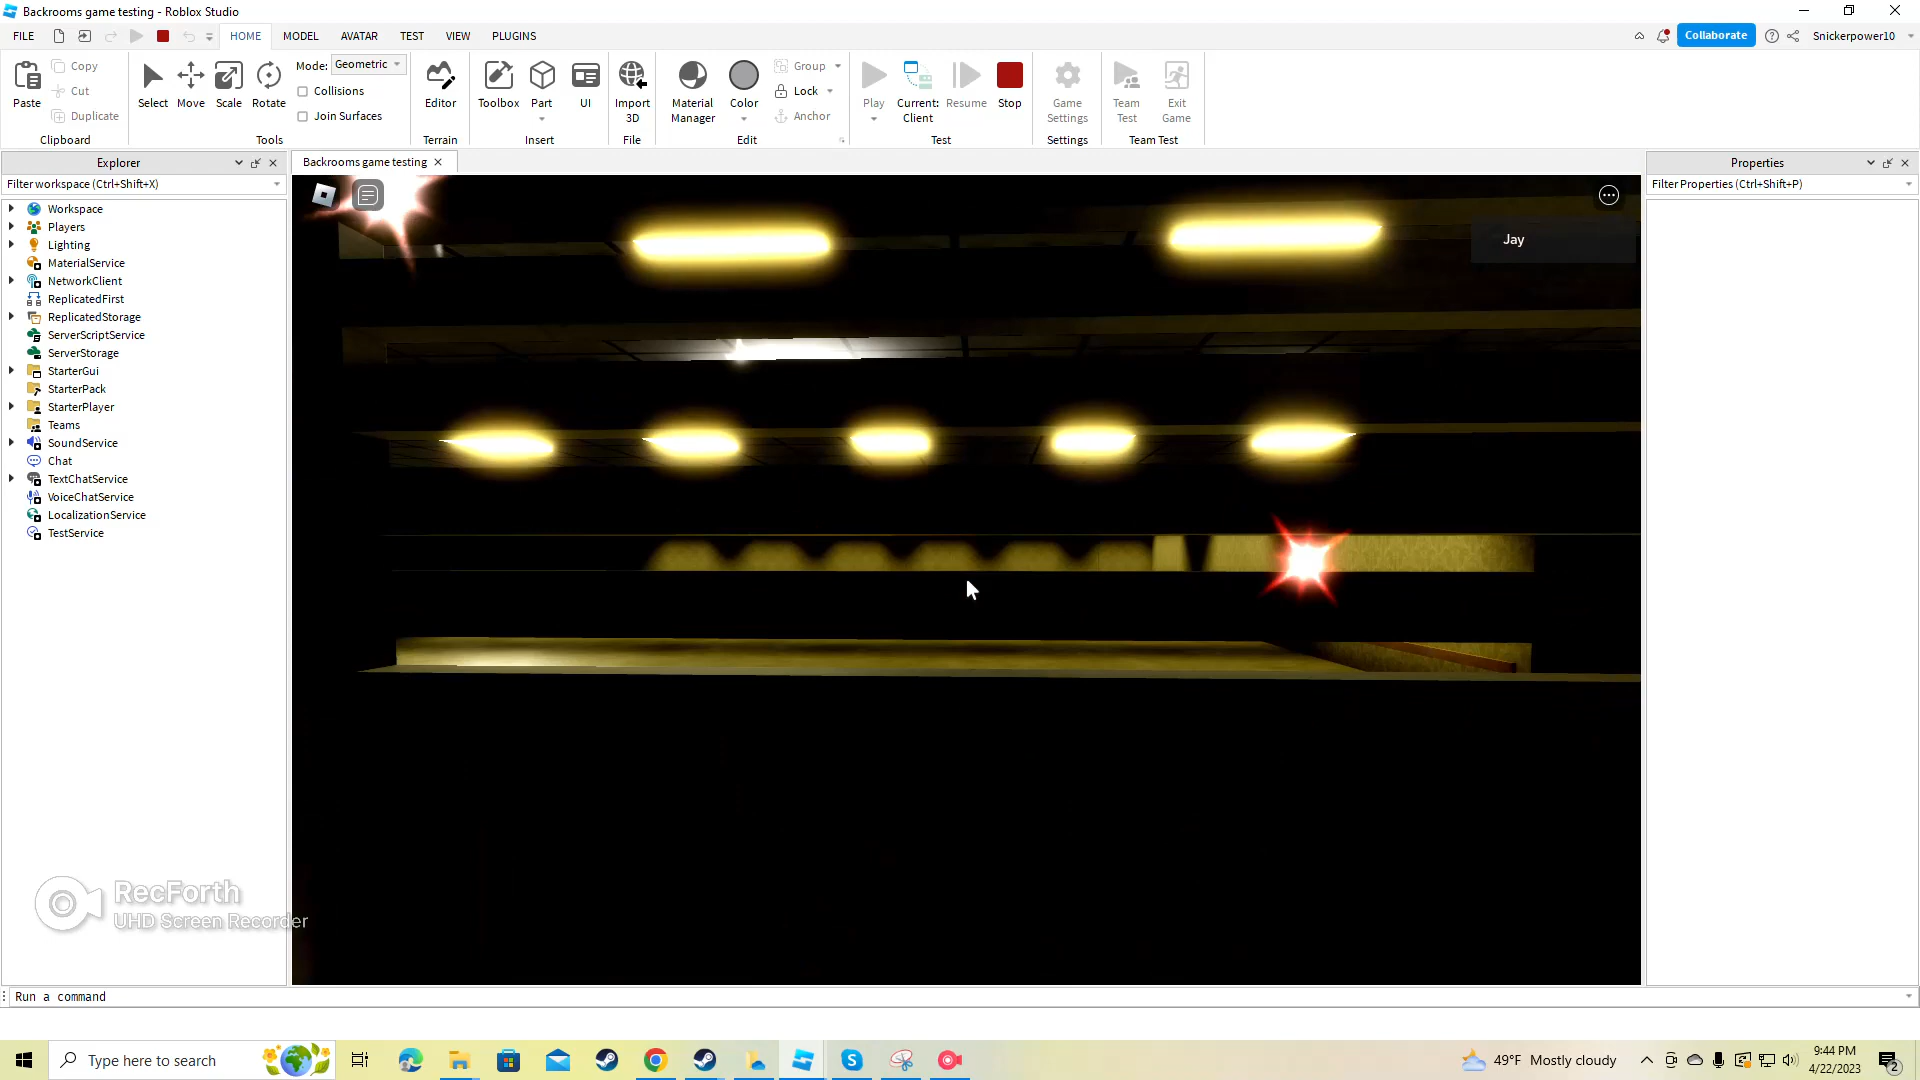 Backrooms game testing - Roblox Studio
FILE HOME MODEL AVATAR TEST VIEW PLUGINS Collaborate Snickerpower10
Paste Copy Cut Duplicate Clipboard
Select Move Scale Rotate Mode: Geometric Collisions Join Surfaces Tools
Editor Terrain
Toolbox Part UI Insert
Import 3D File
Material Manager Color Group Lock Anchor Edit
Play Current: Client Resume Stop Test
Game Settings Settings
Team Test Exit Game Team Test
Explorer
Filter workspace (Ctrl+Shift+X)
Workspace
Players
Lighting
MaterialService
NetworkClient
ReplicatedFirst
ReplicatedStorage
ServerScriptService
ServerStorage
StarterGui
StarterPack
StarterPlayer
Teams
SoundService
Chat
TextChatService
VoiceChatService
LocalizationService
TestService
Backrooms game testing
Jay
Properties
Filter Properties (Ctrl+Shift+P)
RecForth
UHD Screen Recorder
Run a command
Type here to search
49°F Mostly cloudy
9:44 PM
4/22/2023
2